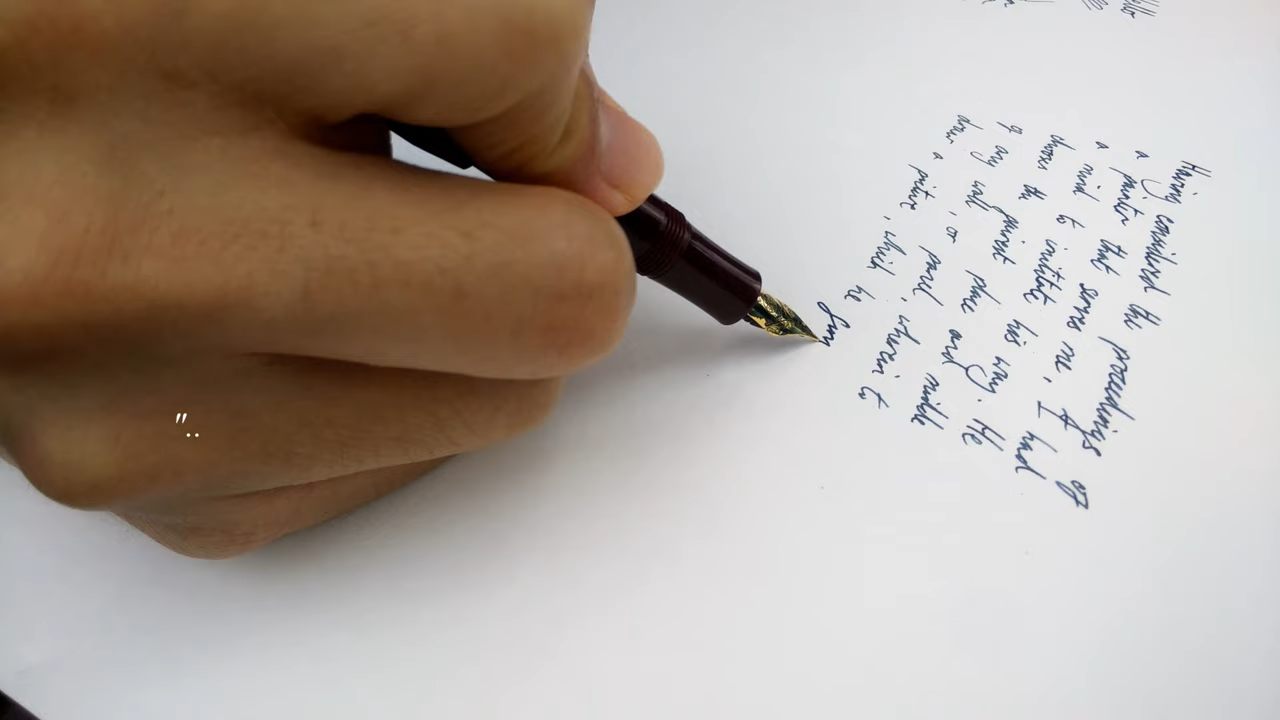 Having considered the proceedings of
a painter that serves me, I had
a mind to imitate his way. He
chooses the fairest place and middle
of any wall, or panel, wherein to
draw a picture, which he
"..